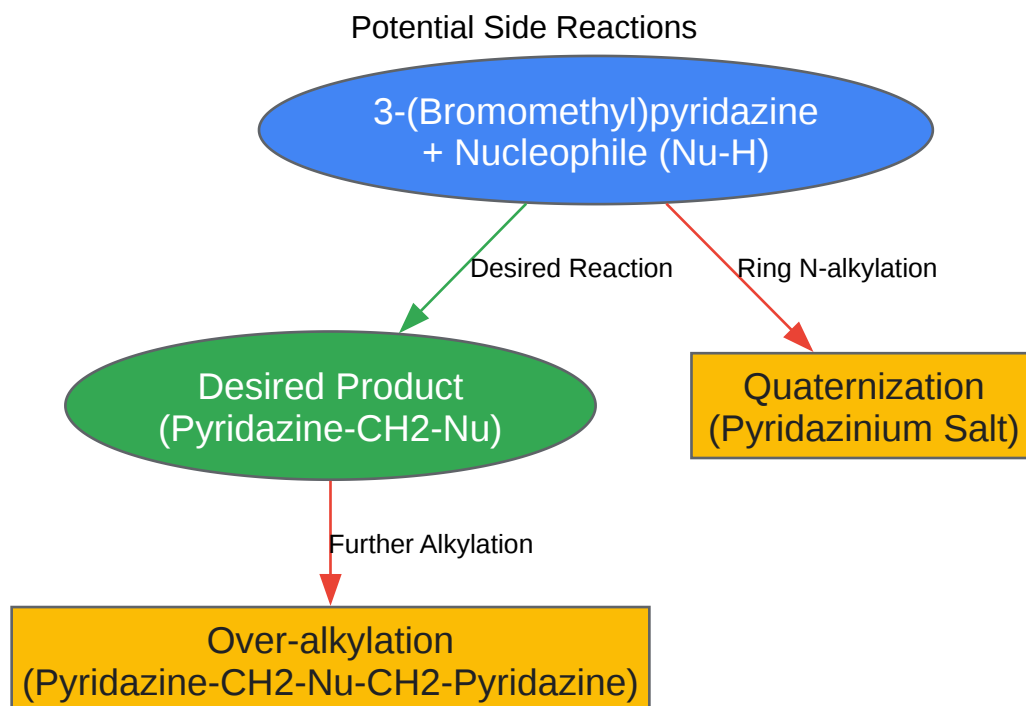 Potential Side Reactions
3-(Bromomethyl)pyridazine
+ Nucleophile (Nu-H)
Desired Reaction
Ring N-alkylation
Desired Product
(Pyridazine-CH2-Nu)
Quaternization
(Pyridazinium Salt)
Further Alkylation
Over-alkylation
(Pyridazine-CH2-Nu-CH2-Pyridazine)